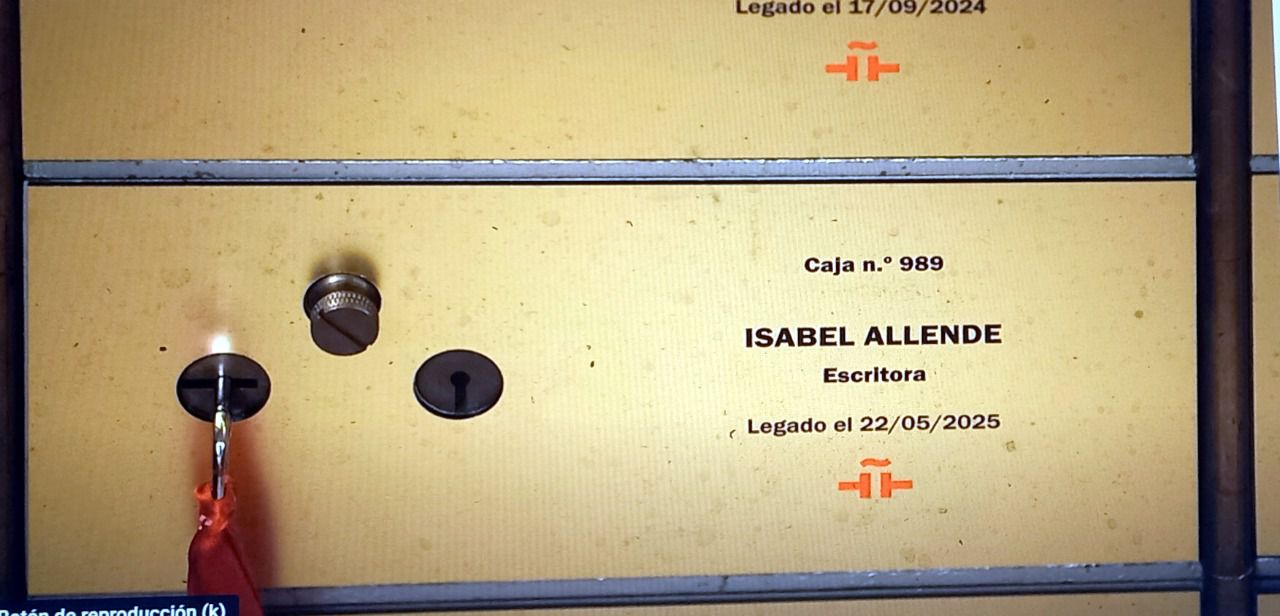 Legado el 17/09/2024
Caja n.º 989
ISABEL ALLENDE
Escritora
Legado el 22/05/2025
Botón de reproducción (k)